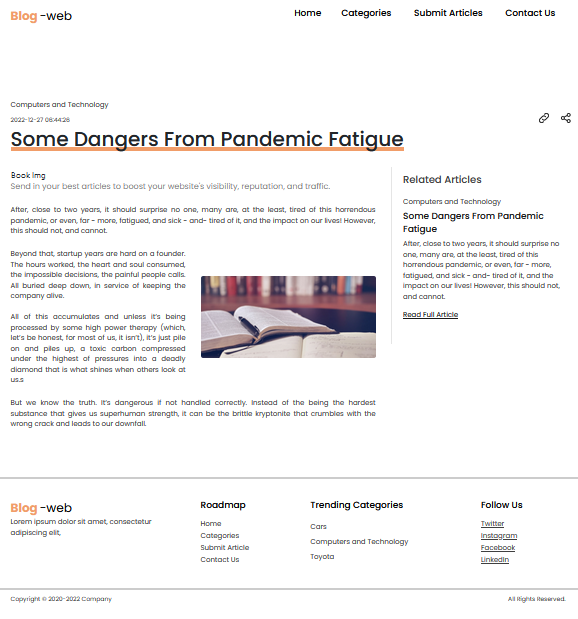 Blog -web
Home Categories Submit Articles Contact Us
Computers and Technology
2022-12-27 06:44:26
Some Dangers From Pandemic Fatigue
Book Img
Send in your best articles to boost your website's visibility, reputation, and traffic.
After, close to two years, it should surprise no one, many are, at the least, tired of this horrendous
pandemic, or even, far - more, fatigued, and sick - and- tired of it, and the impact on our lives! However,
this should not, and cannot.
Beyond that, startup years are hard on a founder.
The hours worked, the heart and soul consumed,
the impossible decisions, the painful people calls.
All buried deep down, in service of keeping the
company alive.
All of this accumulates and unless it's being
processed by some high power therapy (which,
let's be honest, for most of us, it isn't), it's just pile
on and piles up, a toxic carbon compressed
under the highest of pressures into a deadly
diamond that is what shines when others look at
us.s
But we know the truth. It's dangerous if not handled correctly. Instead of the being the hardest
substance that gives us superhuman strength, it can be the brittle kryptonite that crumbles with the
wrong crack and leads to our downfall.
Related Articles
Computers and Technology
Some Dangers From Pandemic
Fatigue
After, close to two years, it should surprise no
one, many are, at the least, tired of this
horrendous pandemic, or even, far - more,
fatigued, and sick - and- tired of it, and the
impact on our lives! However, this should not,
and cannot.
Read Full Article
Blog -web
Lorem ipsum dolor sit amet, consectetur
adipiscing elit,
Roadmap
Home
Categories
Submit Article
Contact Us
Trending Categories
Cars
Computers and Technology
Toyota
Follow Us
Twitter
Instagram
Facebook
LinkedIn
Copyright © 2020-2022 Company
All Rights Reserved.